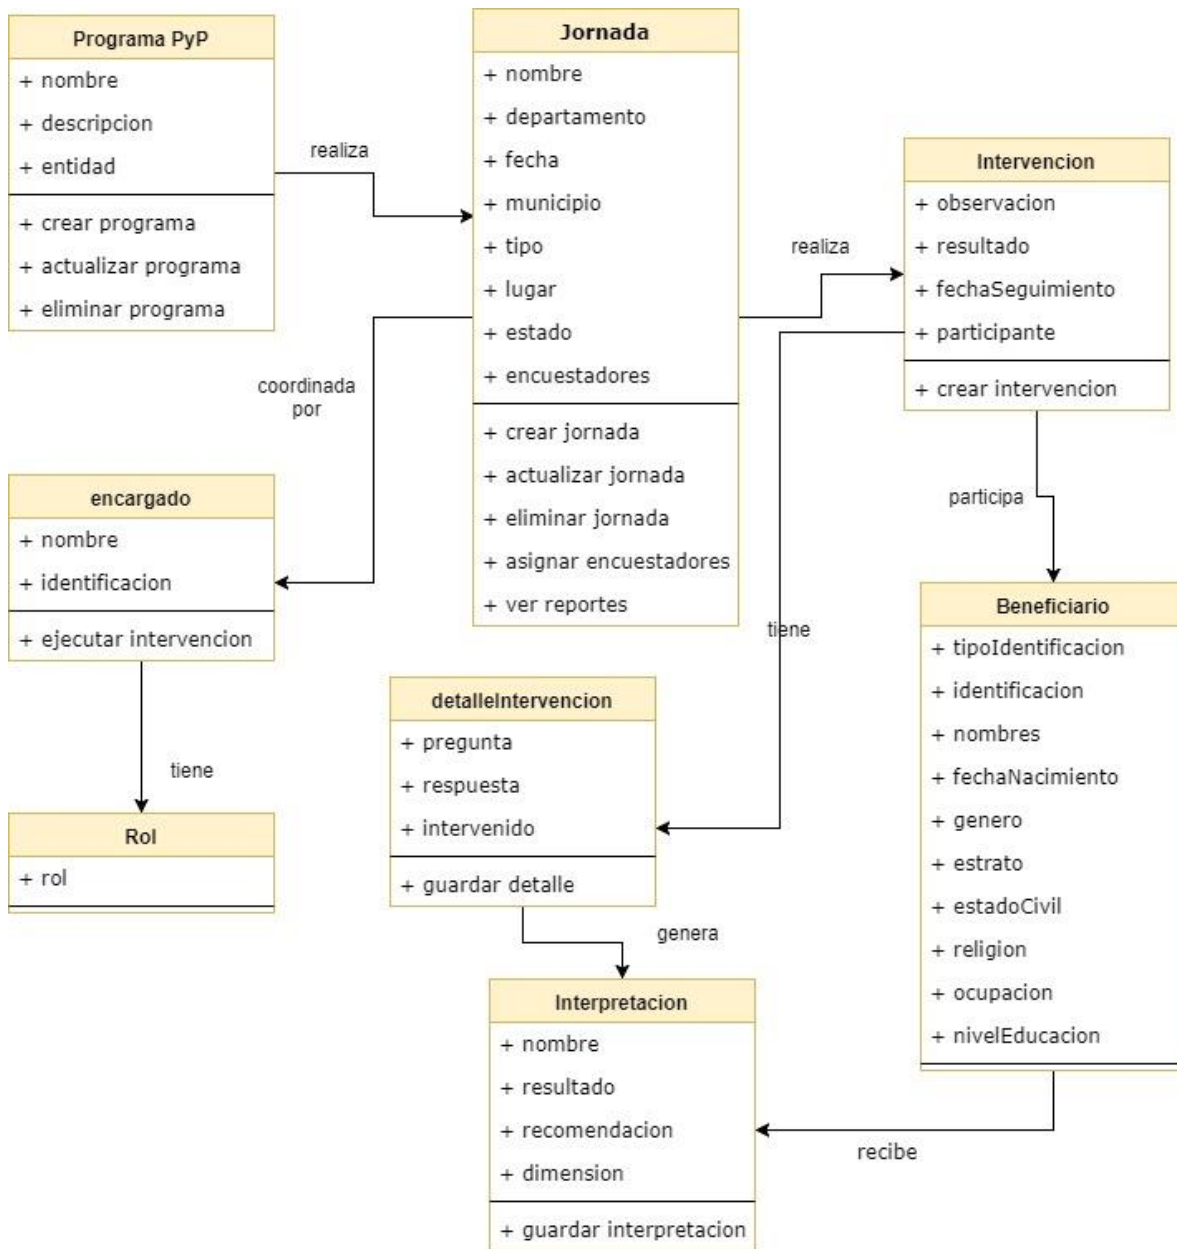 Programa PyP
+ nombre
+ descripcion
+ entidad
+ crear programa
+ actualizar programa
+ eliminar programa
realiza
Jornada
+ nombre
+ departamento
+ fecha
+ municipio
+ tipo
+ lugar
+ estado
+ encuestadores
+ crear jornada
+ actualizar jornada
+ eliminar jornada
+ asignar encuestadores
+ ver reportes
realiza
Intervencion
+ observacion
+ resultado
+ fechaSeguimiento
+ participante
+ crear intervencion
coordinada
por
encargado
+ nombre
+ identificacion
+ ejecutar intervencion
tiene
Rol
+ rol
participa
tiene
Beneficiario
+ tipoIdentificacion
+ identificacion
+ nombres
+ fechaNacimiento
+ genero
+ estrato
+ estadoCivil
+ religion
+ ocupacion
+ nivelEducacion
detalleIntervencion
+ pregunta
+ respuesta
+ intervenido
+ guardar detalle
genera
Interpretacion
+ nombre
+ resultado
+ recomendacion
+ dimension
+ guardar interpretacion
recibe